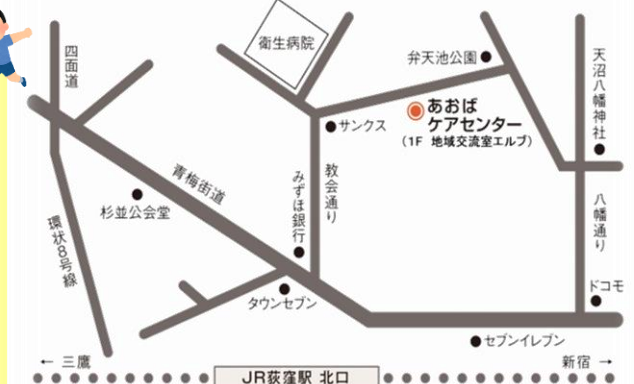 衛生病院
四面道
弁天池公園
天沼八幡神社
あおば
ケアセンター
(1F 地域交流室エルブ)
サンクス
青梅街道
教会通り
みずほ銀行
杉並公会堂
八幡通り
環状8号線
タウンセブン
ドコモ
セブンイレブン
← 三鷹
新宿 →
JR荻窪駅 北口